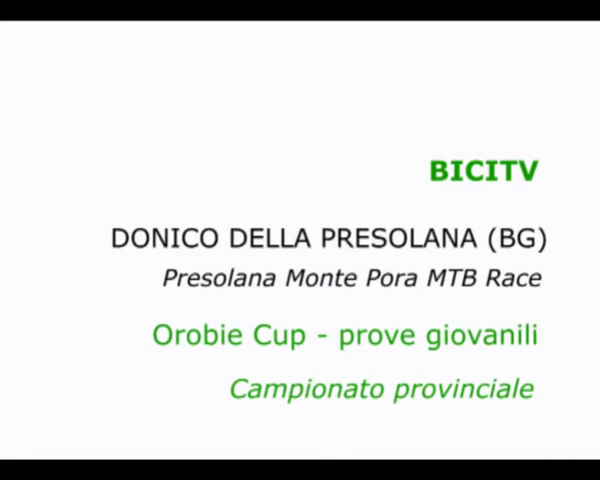 BICITV
DONICO DELLA PRESOLANA (BG)
Presolana Monte Pora MTB Race
Orobie Cup - prove giovanili
Campionato provinciale